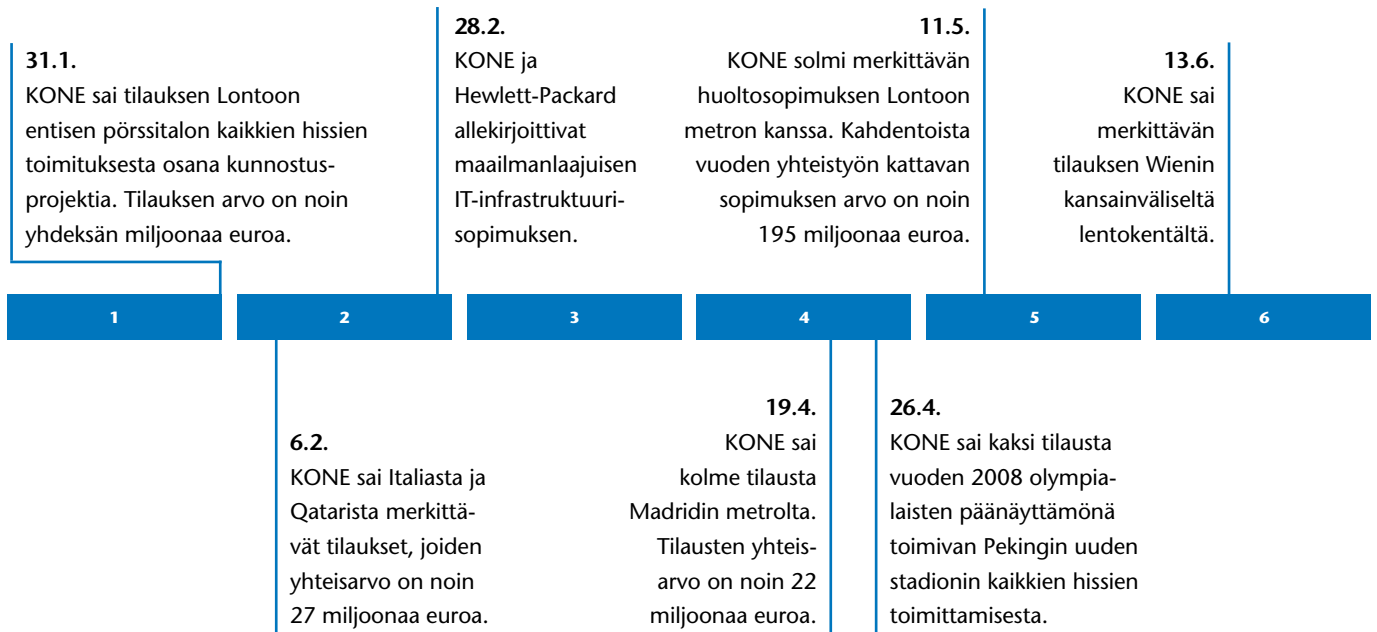 31.1.
KONE sai tilauksen Lontoon
entisen pörssitalon kaikkien hissien
toimituksesta osana kunnostus-
projektia. Tilauksen arvo on noin
yhdeksän miljoonaa euroa.
28.2.
KONE ja
Hewlett-Packard
allekirjoittivat
maailmanlaajuisen
IT-infrastruktuuri-
sopimuksen.
11.5.
KONE solmi merkittävän
huoltosopimuksen Lontoon
metron kanssa. Kahdentoista
vuoden yhteistyön kattavan
sopimuksen arvo on noin
195 miljoonaa euroa.
13.6.
KONE sai
merkittävän
tilauksen Wienin
kansainväliseltä
lentokentältä.
1 2 3 4 5 6
6.2.
KONE sai Italiasta ja
Qatarista merkittä-
vät tilaukset, joiden
yhteisarvo on noin
27 miljoonaa euroa.
19.4.
KONE sai
kolme tilausta
Madridin metrolta.
Tilausten yhteis-
arvo on noin 22
miljoonaa euroa.
26.4.
KONE sai kaksi tilausta
vuoden 2008 olympia-
laisten päänäyttämönä
toimivan Pekingin uuden
stadionin kaikkien hissien
toimittamisesta.